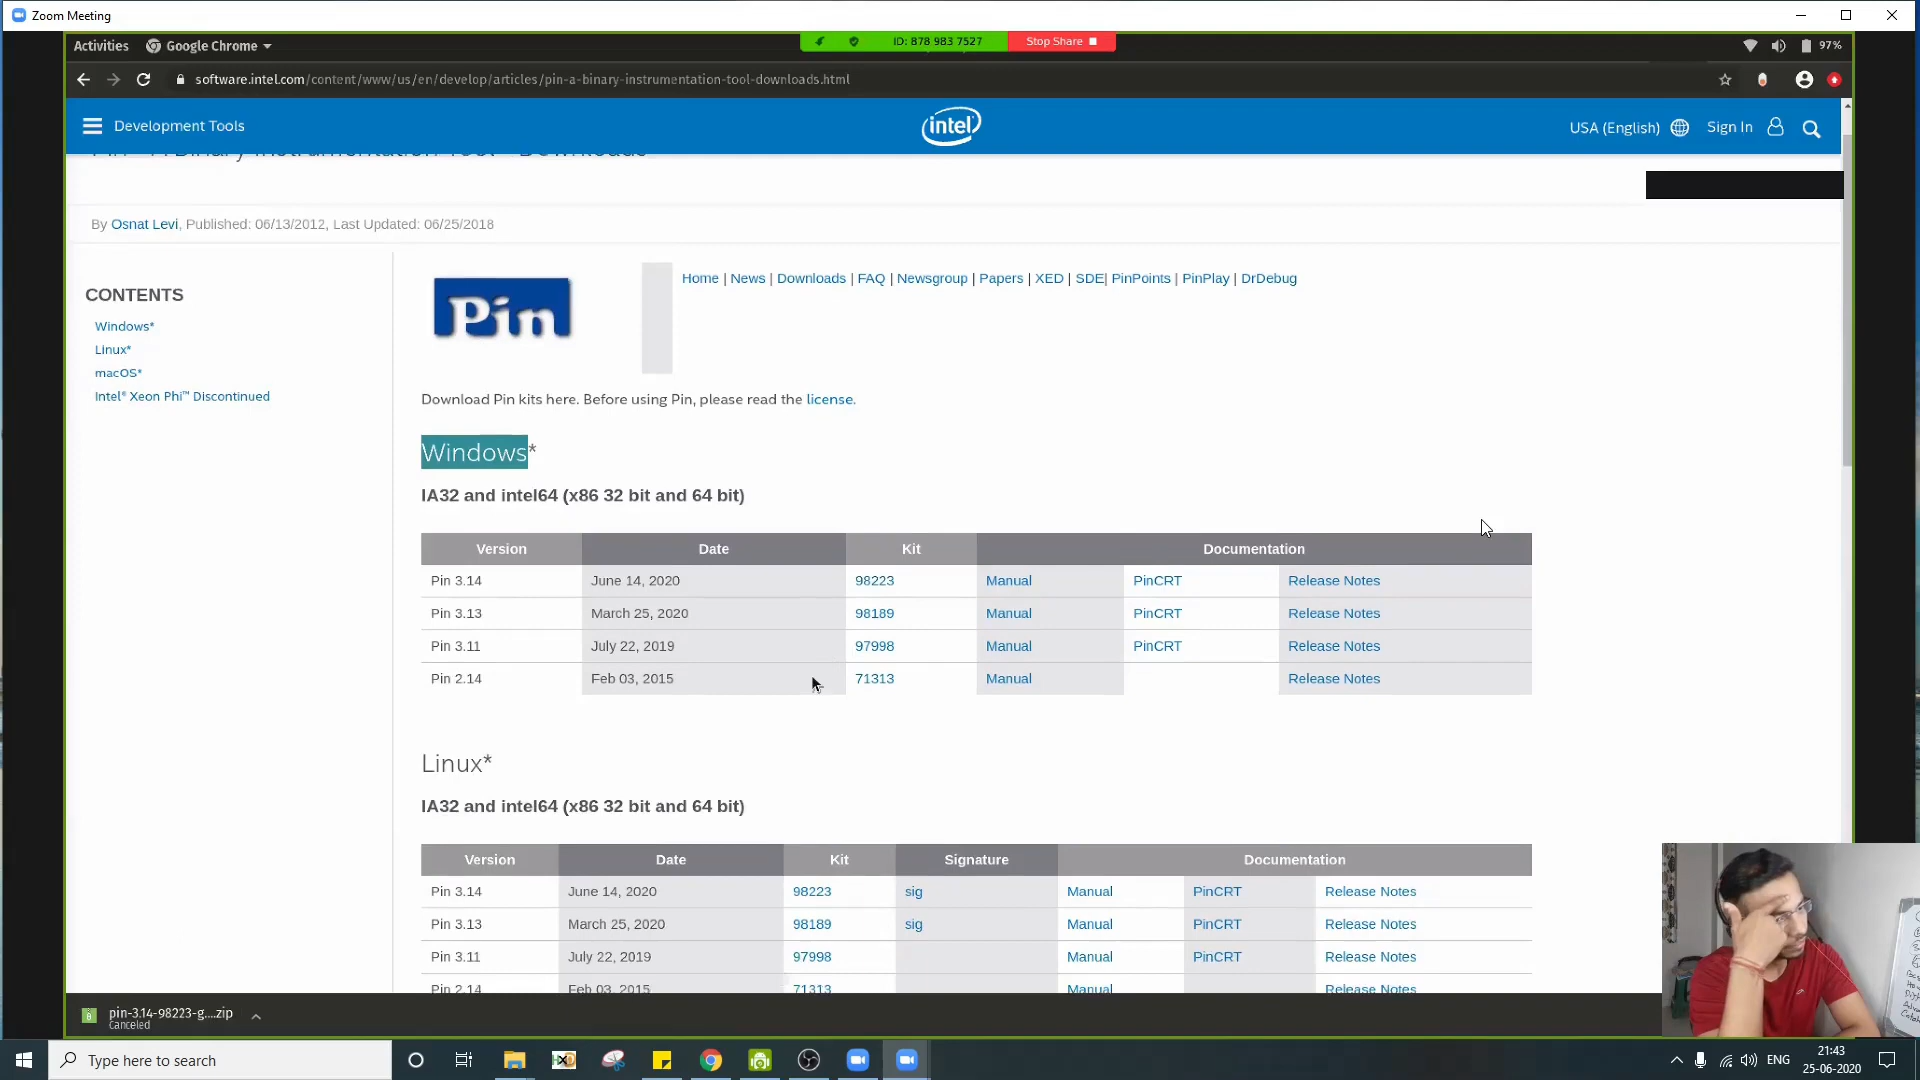 Zoom Meeting
Activities Google Chrome
ID: 878 983 7527 Stop Share
97%
software.intel.com/content/www/us/en/develop/articles/pin-a-binary-instrumentation-tool-downloads.html
Development Tools
intel
USA (English) Sign In
Pin - A Binary Instrumentation Tool - Downloads
By Osnat Levi, Published: 06/13/2012, Last Updated: 06/25/2018
CONTENTS
Windows*
Linux*
macOS*
Intel® Xeon Phi™ Discontinued
Pin
Home | News | Downloads | FAQ | Newsgroup | Papers | XED | SDE| PinPoints | PinPlay | DrDebug
Download Pin kits here. Before using Pin, please read the license.
Windows*
IA32 and intel64 (x86 32 bit and 64 bit)
Version Date Kit Documentation
Pin 3.14 June 14, 2020 98223 Manual PinCRT Release Notes
Pin 3.13 March 25, 2020 98189 Manual PinCRT Release Notes
Pin 3.11 July 22, 2019 97998 Manual PinCRT Release Notes
Pin 2.14 Feb 03, 2015 71313 Manual Release Notes
Linux*
IA32 and intel64 (x86 32 bit and 64 bit)
Version Date Kit Signature Documentation
Pin 3.14 June 14, 2020 98223 sig Manual PinCRT Release Notes
Pin 3.13 March 25, 2020 98189 sig Manual PinCRT Release Notes
Pin 3.11 July 22, 2019 97998 Manual PinCRT Release Notes
Pin 2.14 Feb 03, 2015 71313 Manual Release Notes
pin-3.14-98223-g....zip
Canceled
Type here to search
ENG
21:43
25-06-2020